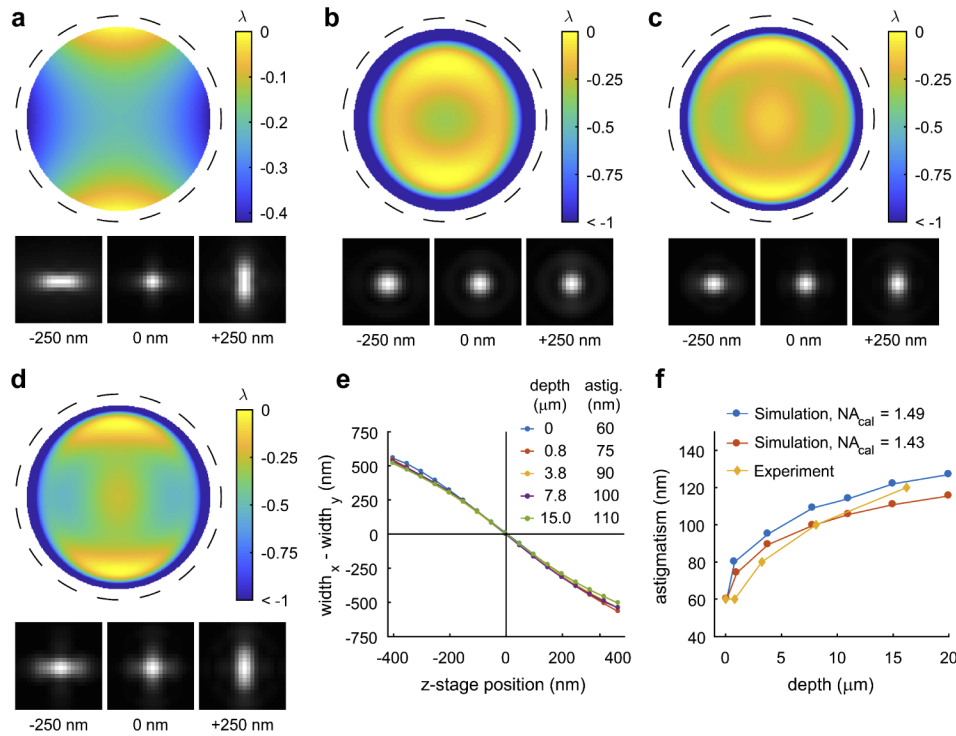 a
λ
0
-0.1
-0.2
-0.3
-0.4
-250 nm
0 nm
+250 nm
b
λ
0
-0.25
-0.5
-0.75
< -1
-250 nm
0 nm
+250 nm
c
λ
0
-0.25
-0.5
-0.75
< -1
-250 nm
0 nm
+250 nm
d
λ
0
-0.25
-0.5
-0.75
< -1
-250 nm
0 nm
+250 nm
e
depth astig.
(μm) (nm)
0 60
0.8 75
3.8 90
7.8 100
15.0 110
width x - width y (nm)
750
500
250
0
-250
-500
-750
-400 -200 0 200 400
z-stage position (nm)
f
Simulation, NAcal = 1.49
Simulation, NAcal = 1.43
Experiment
astigmatism (nm)
140
120
100
80
60
40
0 5 10 15 20
depth (μm)